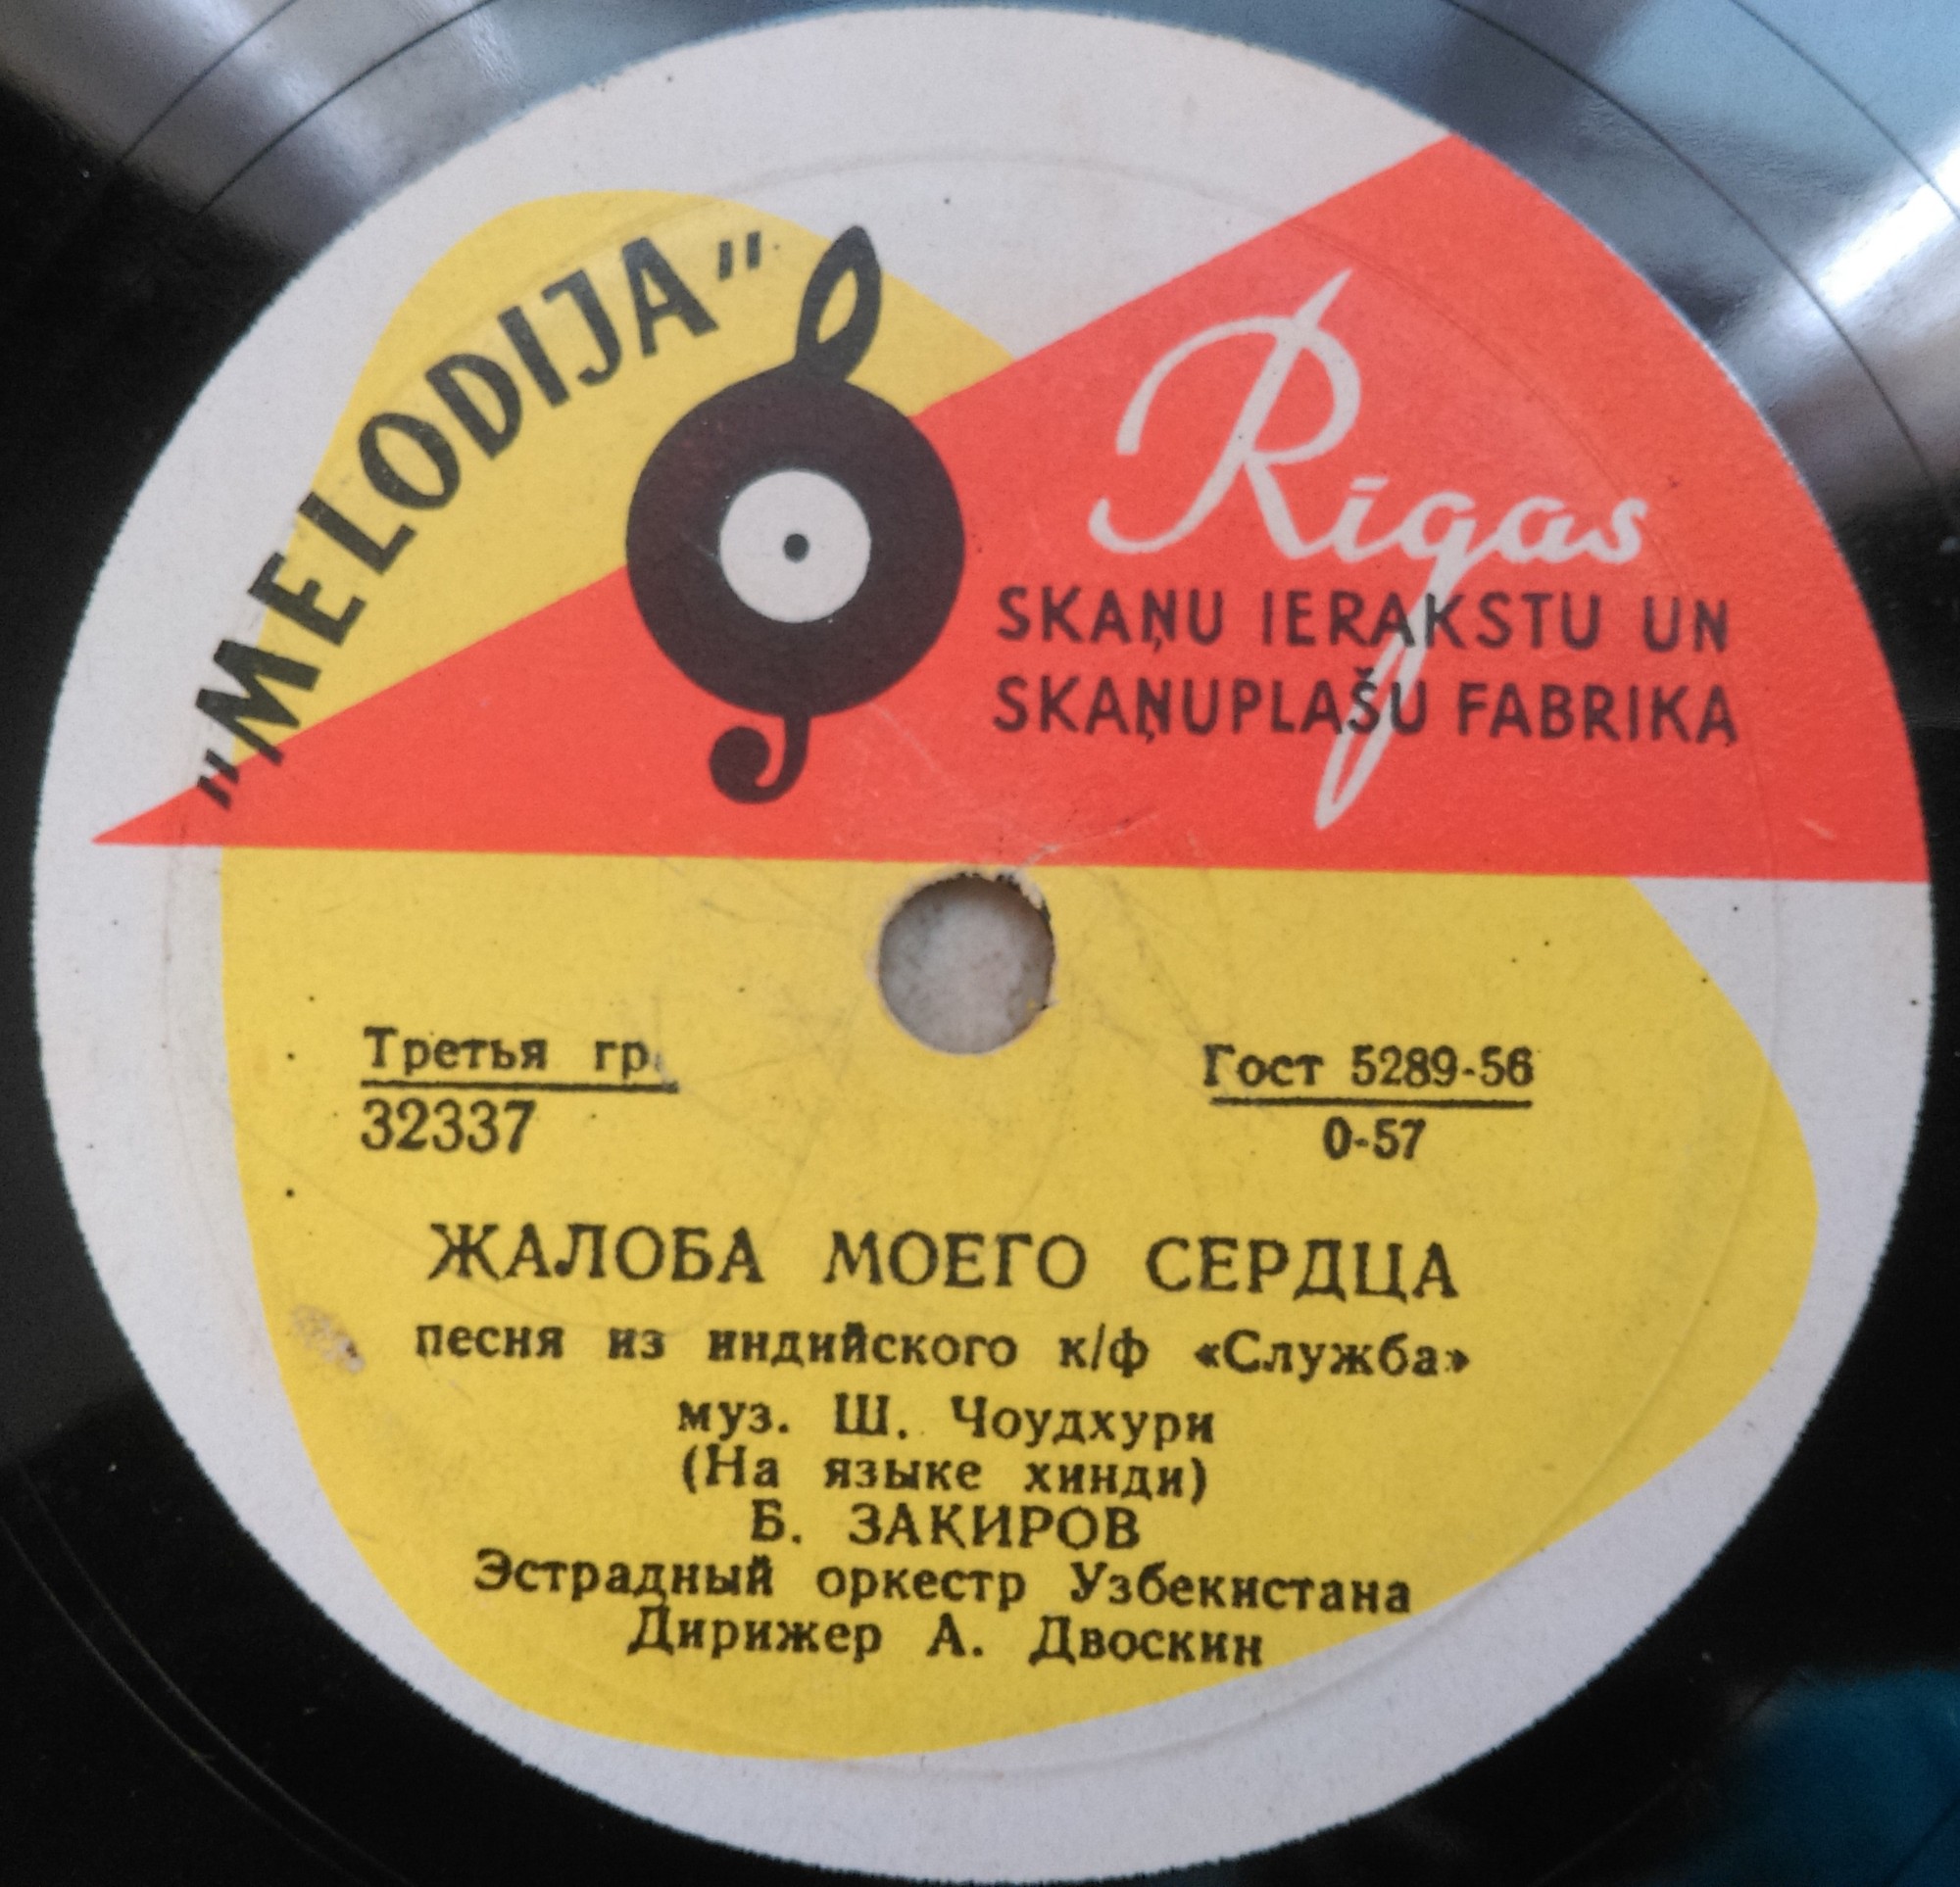 „MELODIJA"
Rigas
SKAŅU IERAKSTU UN
SKAŅUPLAŠU FABRIKA
Третья гр.
32337
Гост 5289-56
0-57
ЖАЛОБА МОЕГО СЕРДЦА
песня из индийского к/ф «Служба»
муз. Ш. Чоудхури
(На языке хинди)
Б. ЗАКИРОВ
Эстрадный оркестр Узбекистана
Дирижер А. Двоскин